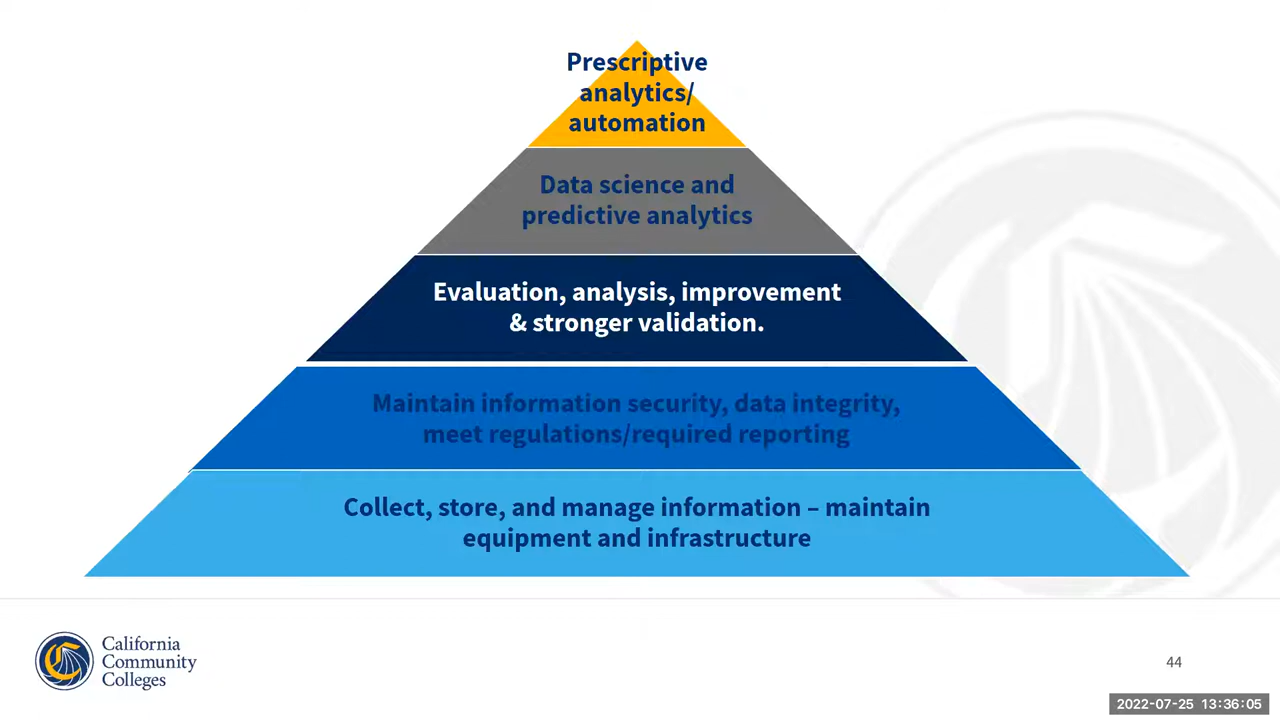 Prescriptive
analytics/
automation
Data science and
predictive analytics
Evaluation, analysis, improvement
& stronger validation.
Maintain information security, data integrity,
meet regulations/required reporting
Collect, store, and manage information – maintain
equipment and infrastructure
California
Community
Colleges
44
2022-07-25 13:36:05